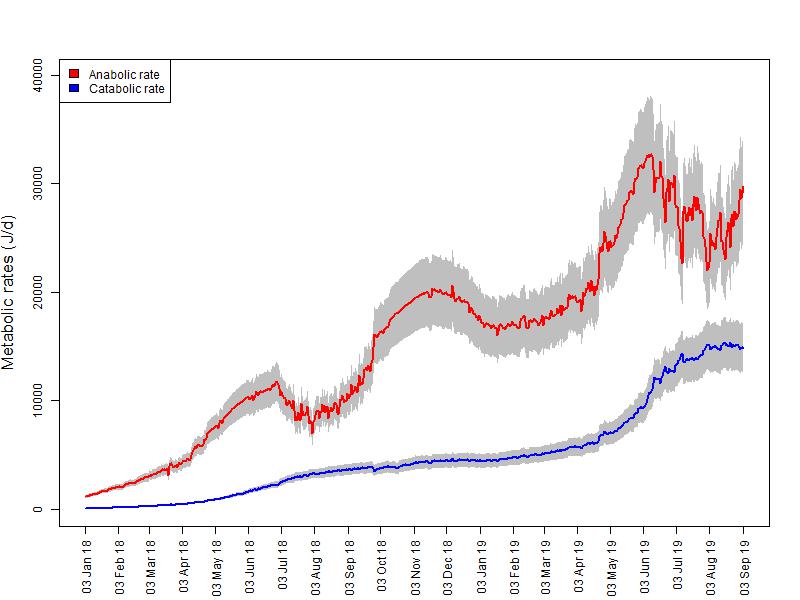 Anabolic rate
Catabolic rate
Metabolic rates (J/d)
40000
30000
20000
10000
0
03 Jan 18
03 Feb 18
03 Mar 18
03 Apr 18
03 May 18
03 Jun 18
03 Jul 18
03 Aug 18
03 Sep 18
03 Oct 18
03 Nov 18
03 Dec 18
03 Jan 19
03 Feb 19
03 Mar 19
03 Apr 19
03 May 19
03 Jun 19
03 Jul 19
03 Aug 19
03 Sep 19